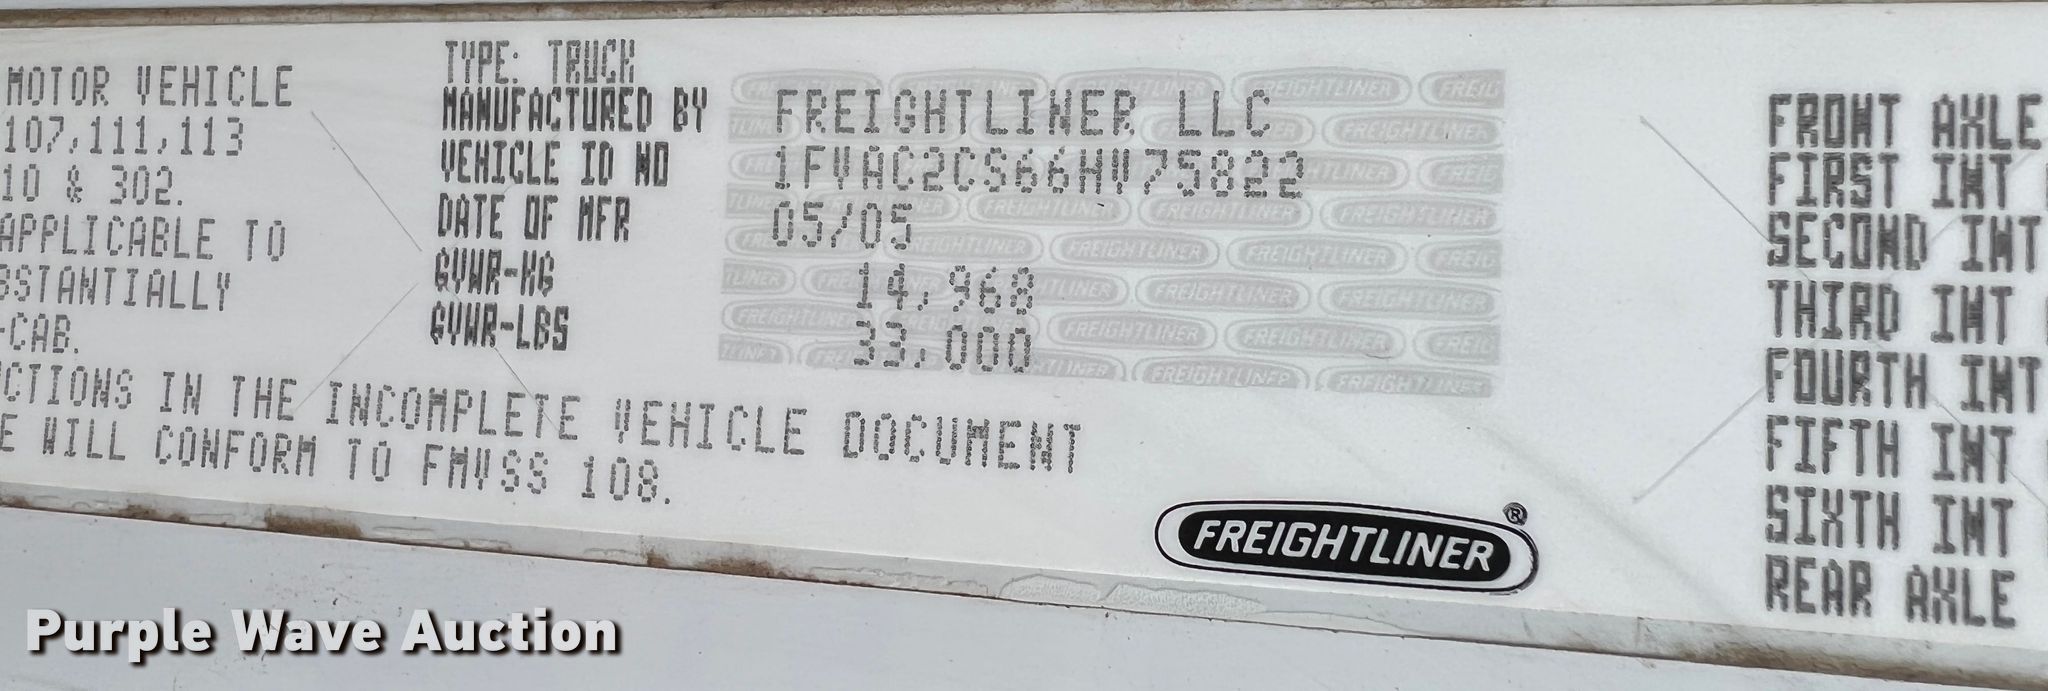 TYPE: TRUCK
MOTOR VEHICLE
107,111,113
10 & 302.
APPLICABLE TO
BSTANTIALLY
-CAB.
MANUFACTURED BY FREIGHTLINER LLC
VEHICLE ID NO 1FVAC2CS66HV75822
DATE OF MFR 05/05
GVWR-KG 14,968
GVWR-LBS 33,000
CTIONS IN THE INCOMPLETE VEHICLE DOCUMENT
E WILL CONFORM TO FMVSS 108.
FREIGHTLINER®
FRONT AXLE
FIRST INT
SECOND INT
THIRD INT
FOURTH INT
FIFTH INT
SIXTH INT
REAR AXLE
Purple Wave Auction